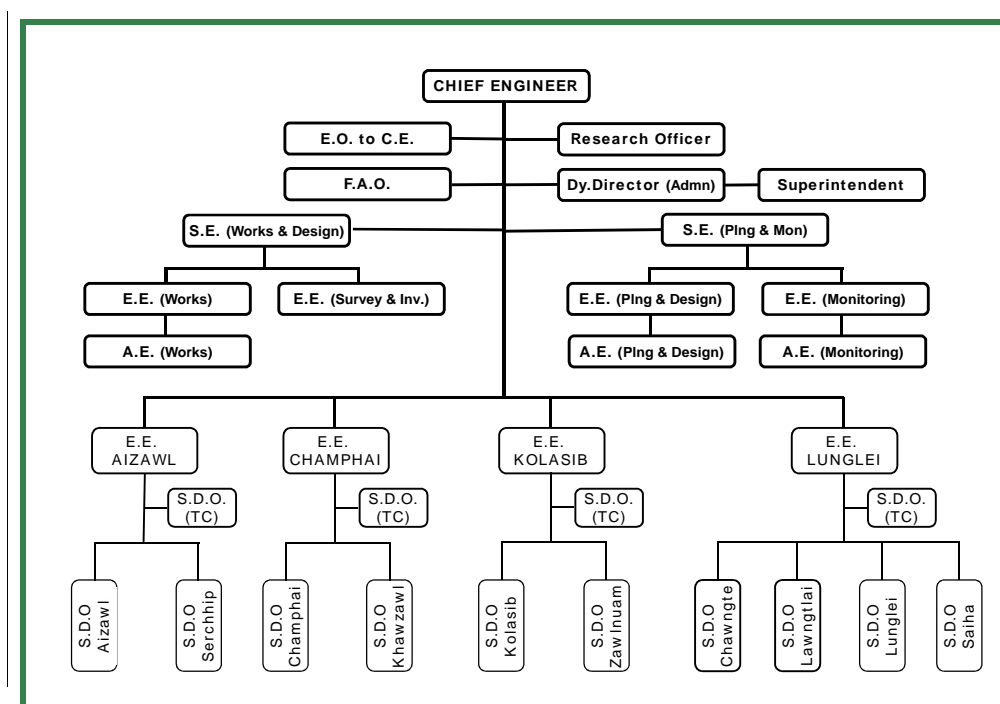 CHIEF ENGINEER
E.O. to C.E.
Research Officer
F.A.O.
Dy.Director (Admn)
Superintendent
S.E. (Works & Design)
S.E. (Plng & Mon)
E.E. (Works)
E.E. (Survey & Inv.)
E.E. (Plng & Design)
E.E. (Monitoring)
A.E. (Works)
A.E. (Plng & Design)
A.E. (Monitoring)
E.E.
AIZAWL
E.E.
CHAMPHAI
E.E.
KOLASIB
E.E.
LUNGLEI
S.D.O.
(TC)
S.D.O.
(TC)
S.D.O.
(TC)
S.D.O.
(TC)
S.D.O
Aizawl
S.D.O
Serchhip
S.D.O
Champhai
S.D.O
Khawzawl
S.D.O
Kolasib
S.D.O
Zawlnuam
S.D.O
Chawngte
S.D.O
Lawngtlai
S.D.O
Lunglei
S.D.O
Saiha